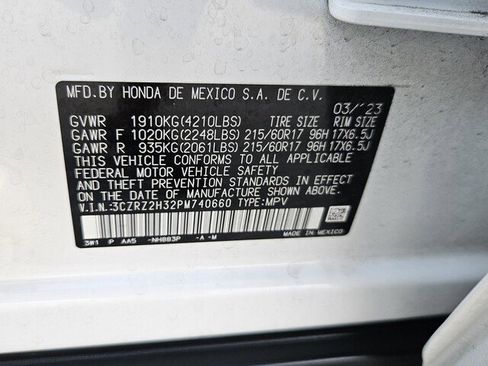 MFD.BY HONDA DE MEXICO S.A. DE C.V.
03/'23
GVWR 1910KG(4210LBS) TIRE SIZE RIM SIZE
GAWR F 1020KG(2248LBS) 215/60R17 96H 17X6.5J
GAWR R 935KG(2061LBS) 215/60R17 96H 17X6.5J
THIS VEHICLE CONFORMS TO ALL APPLICABLE
FEDERAL MOTOR VEHICLE SAFETY
AND THEFT PREVENTION STANDARDS IN EFFECT
ON THE DATE OF MANUFACTURE SHOWN ABOVE.
V.I.N.:3CZRZ2H32PM740660 TYPE:MPV
3W1 P AA5 -NH883P -A -M
MADE IN MEXICO